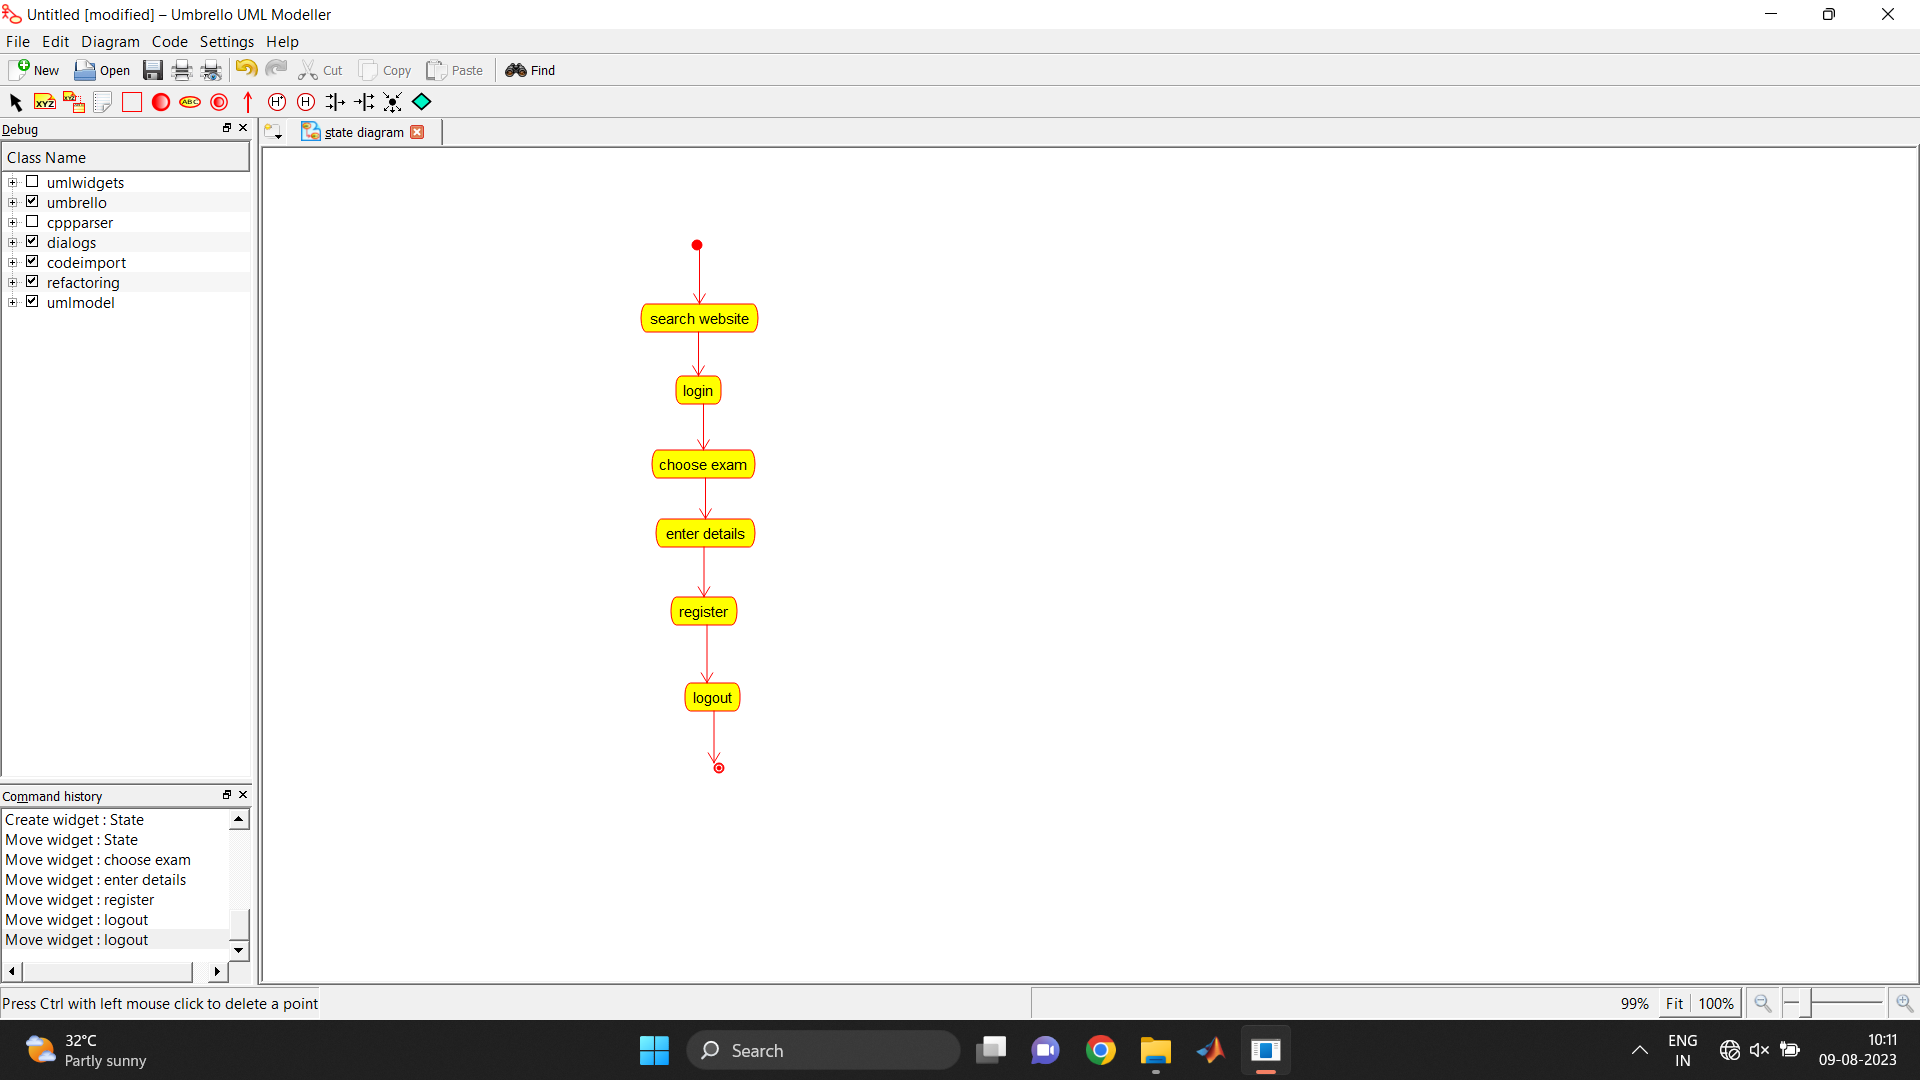 Untitled [modified] – Umbrello UML Modeller
File Edit Diagram Code Settings Help
New Open Cut Copy Paste Find
XYZ XYZ ABC H* H
Debug
state diagram
Class Name
umlwidgets
umbrello
cppparser
dialogs
codeimport
refactoring
umlmodel
search website
login
choose exam
enter details
register
logout
Command history
Create widget : State
Move widget : State
Move widget : choose exam
Move widget : enter details
Move widget : register
Move widget : logout
Move widget : logout
Press Ctrl with left mouse click to delete a point
99% Fit 100%
32°C
Partly sunny
Search
ENG
IN
10:11
09-08-2023